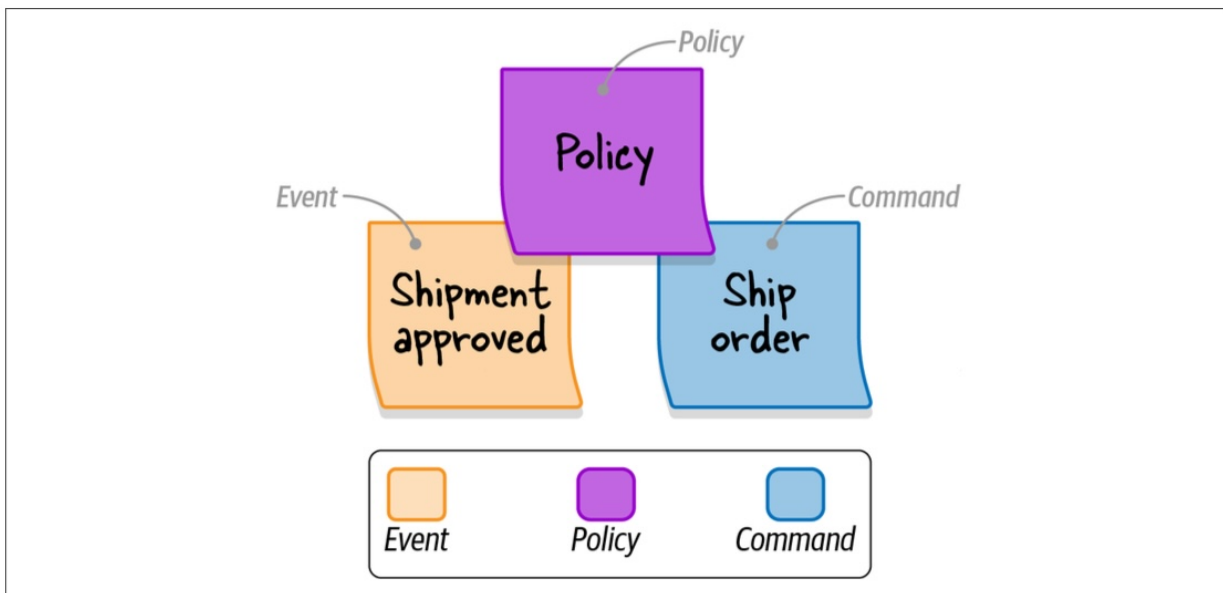 Policy
Policy
Event
Command
Shipment
approved
Ship
order
Event
Policy
Command